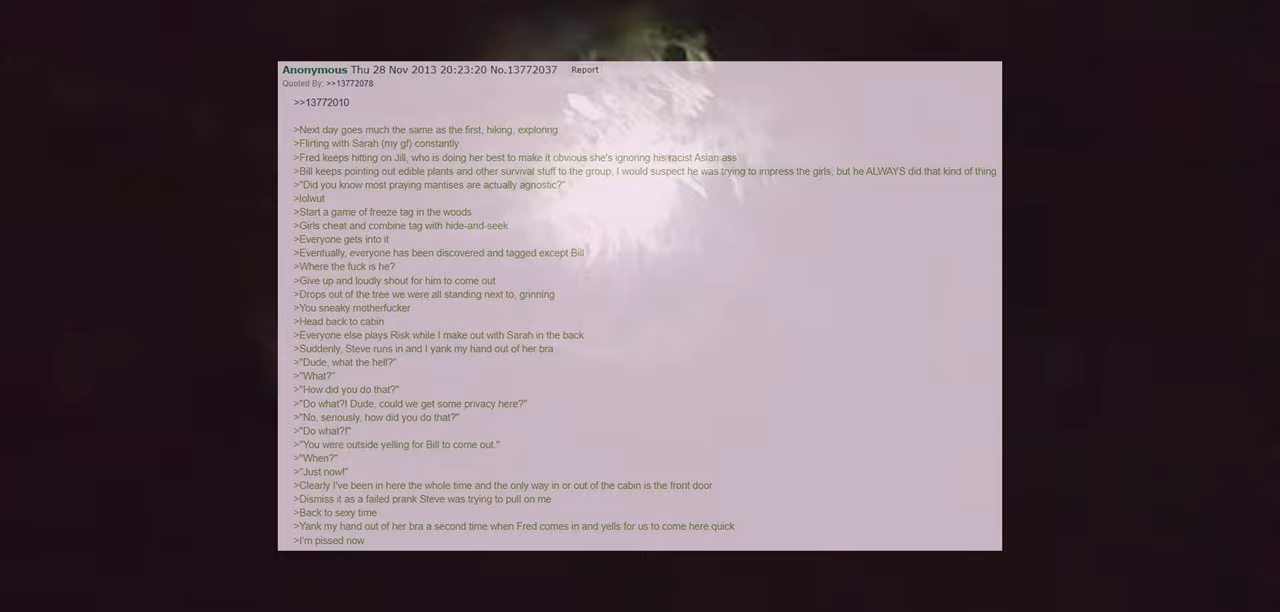 Anonymous Thu 28 Nov 2013 20:23:20 No.13772037 Report
Quoted By: >>13772078
>>13772010
>Next day goes much the same as the first, hiking, exploring
>Flirting with Sarah (my gf) constantly
>Fred keeps hitting on Jill, who is doing her best to make it obvious she's ignoring his racist Asian ass
>Bill keeps pointing out edible plants and other survival stuff to the group; I would suspect he was trying to impress the girls, but he ALWAYS did that kind of thing
>"Did you know most praying mantises are actually agnostic?"
>lolwut
>Start a game of freeze tag in the woods
>Girls cheat and combine tag with hide-and-seek
>Everyone gets into it
>Eventually, everyone has been discovered and tagged except Bill
>Where the fuck is he?
>Give up and loudly shout for him to come out
>Drops out of the tree we were all standing next to, grinning
>You sneaky motherfucker
>Head back to cabin
>Everyone else plays Risk while I make out with Sarah in the back
>Suddenly, Steve runs in and I yank my hand out of her bra
>"Dude, what the hell?"
>"What?"
>"How did you do that?"
>"Do what?! Dude, could we get some privacy here?"
>"No, seriously, how did you do that?"
>"Do what?!"
>"You were outside yelling for Bill to come out."
>"When?"
>"Just now!"
>Clearly I've been in here the whole time and the only way in or out of the cabin is the front door
>Dismiss it as a failed prank Steve was trying to pull on me
>Back to sexy time
>Yank my hand out of her bra a second time when Fred comes in and yells for us to come here quick
>I'm pissed now